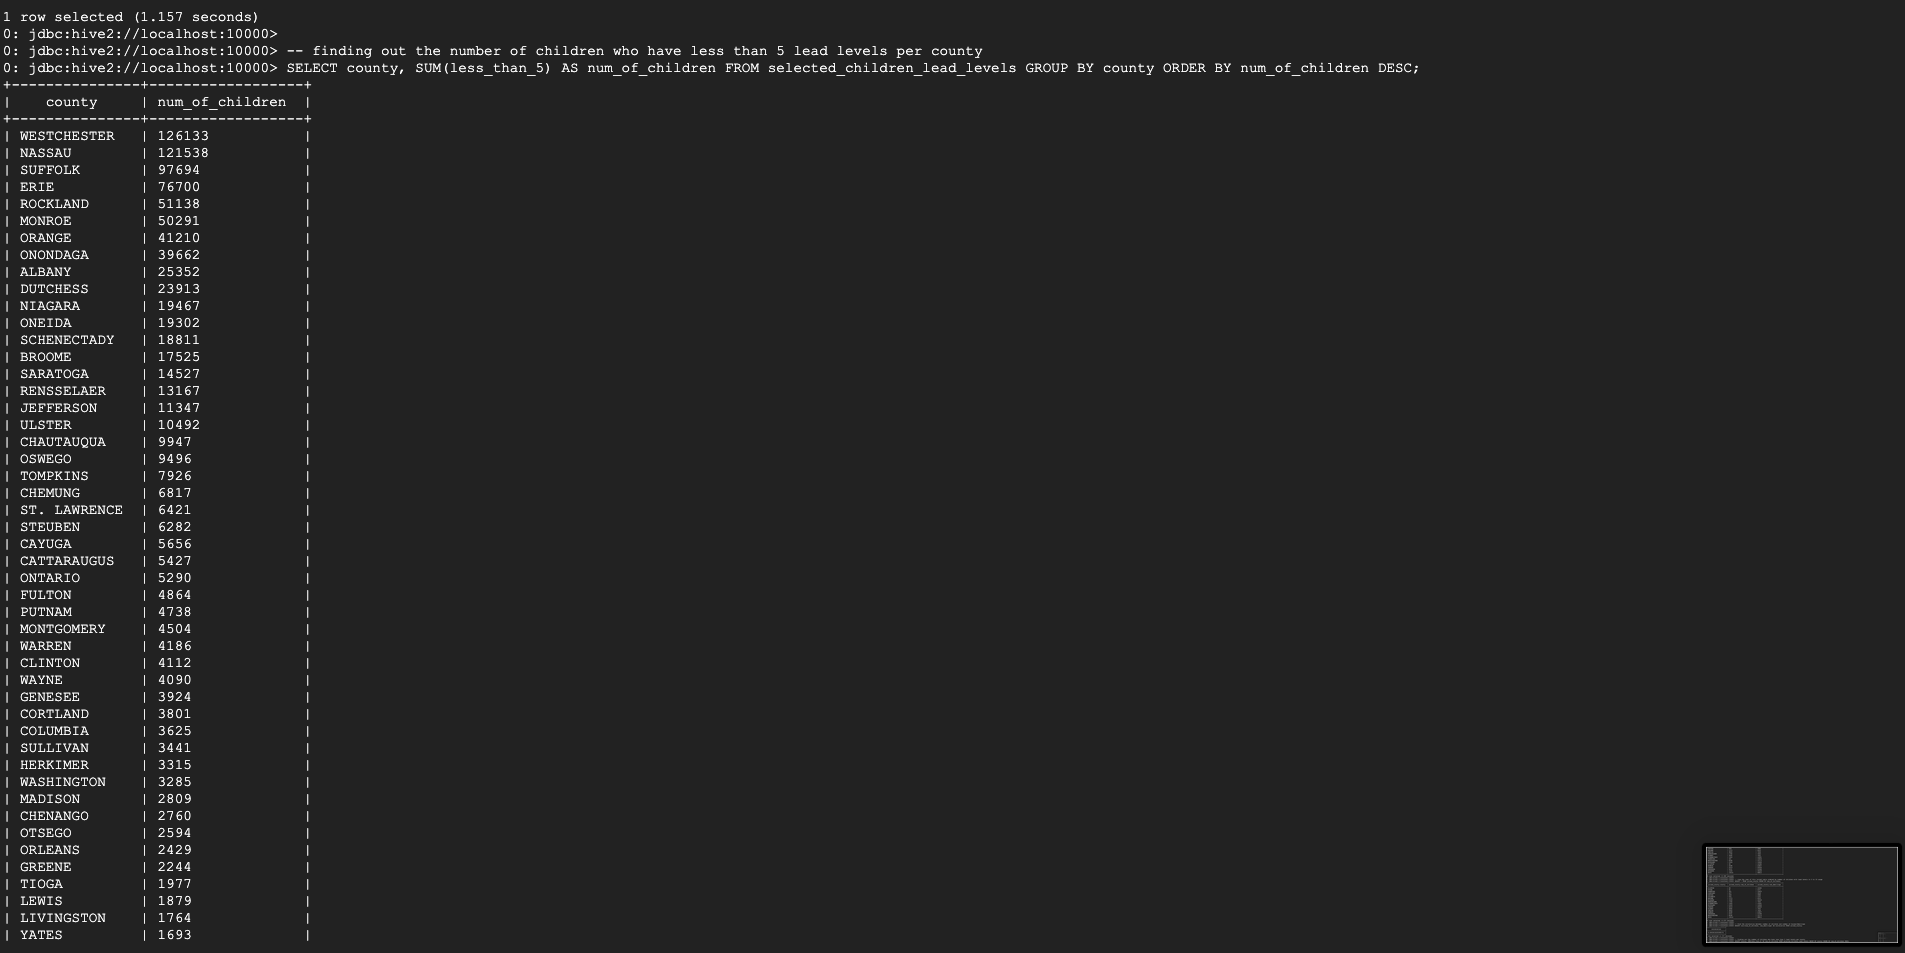 1 row selected (1.157 seconds)
0: jdbc:hive2://localhost:10000>
0: jdbc:hive2://localhost:10000> -- finding out the number of children who have less than 5 lead levels per county
0: jdbc:hive2://localhost:10000> SELECT county, SUM(less_than_5) AS num_of_children FROM selected_children_lead_levels GROUP BY county ORDER BY num_of_children DESC;
+---------------+------------------+
|    county     | num_of_children  |
+---------------+------------------+
| WESTCHESTER   | 126133           |
| NASSAU        | 121538           |
| SUFFOLK       | 97694            |
| ERIE          | 76700            |
| ROCKLAND      | 51138            |
| MONROE        | 50291            |
| ORANGE        | 41210            |
| ONONDAGA      | 39662            |
| ALBANY        | 25352            |
| DUTCHESS      | 23913            |
| NIAGARA       | 19467            |
| ONEIDA        | 19302            |
| SCHENECTADY   | 18811            |
| BROOME        | 17525            |
| SARATOGA      | 14527            |
| RENSSELAER    | 13167            |
| JEFFERSON     | 11347            |
| ULSTER        | 10492            |
| CHAUTAUQUA    | 9947             |
| OSWEGO        | 9496             |
| TOMPKINS      | 7926             |
| CHEMUNG       | 6817             |
| ST. LAWRENCE  | 6421             |
| STEUBEN       | 6282             |
| CAYUGA        | 5656             |
| CATTARAUGUS   | 5427             |
| ONTARIO       | 5290             |
| FULTON        | 4864             |
| PUTNAM        | 4738             |
| MONTGOMERY    | 4504             |
| WARREN        | 4186             |
| CLINTON       | 4112             |
| WAYNE         | 4090             |
| GENESEE       | 3924             |
| CORTLAND      | 3801             |
| COLUMBIA      | 3625             |
| SULLIVAN      | 3441             |
| HERKIMER      | 3315             |
| WASHINGTON    | 3285             |
| MADISON       | 2809             |
| CHENANGO      | 2760             |
| OTSEGO        | 2594             |
| ORLEANS       | 2429             |
| GREENE        | 2244             |
| TIOGA         | 1977             |
| LEWIS         | 1879             |
| LIVINGSTON    | 1764             |
| YATES         | 1693             |